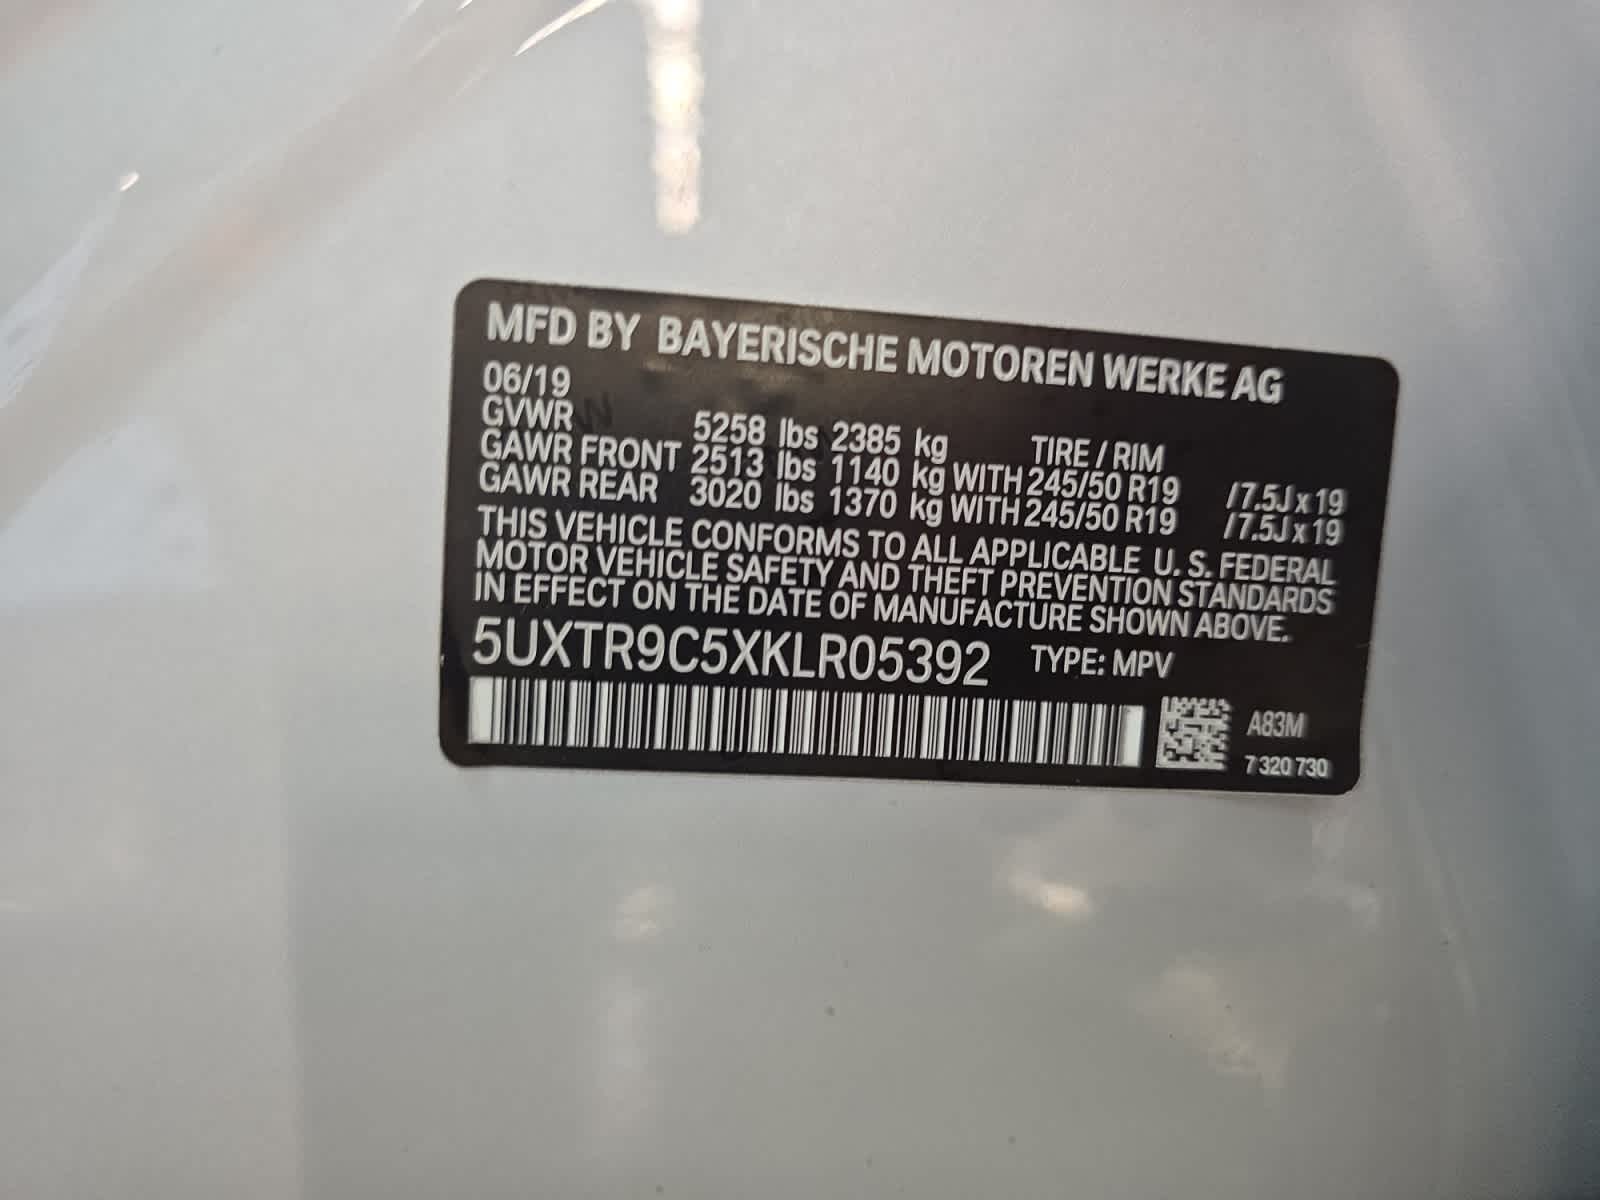 MFD BY BAYERISCHE MOTOREN WERKE AG
06/19
GVWR 5258 lbs 2385 kg TIRE / RIM
GAWR FRONT 2513 lbs 1140 kg WITH 245/50 R19 /7.5J x 19
GAWR REAR 3020 lbs 1370 kg WITH 245/50 R19 /7.5J x 19
THIS VEHICLE CONFORMS TO ALL APPLICABLE U. S. FEDERAL
MOTOR VEHICLE SAFETY AND THEFT PREVENTION STANDARDS
IN EFFECT ON THE DATE OF MANUFACTURE SHOWN ABOVE.
5UXTR9C5XKLR05392 TYPE: MPV
A83M
7 320 730